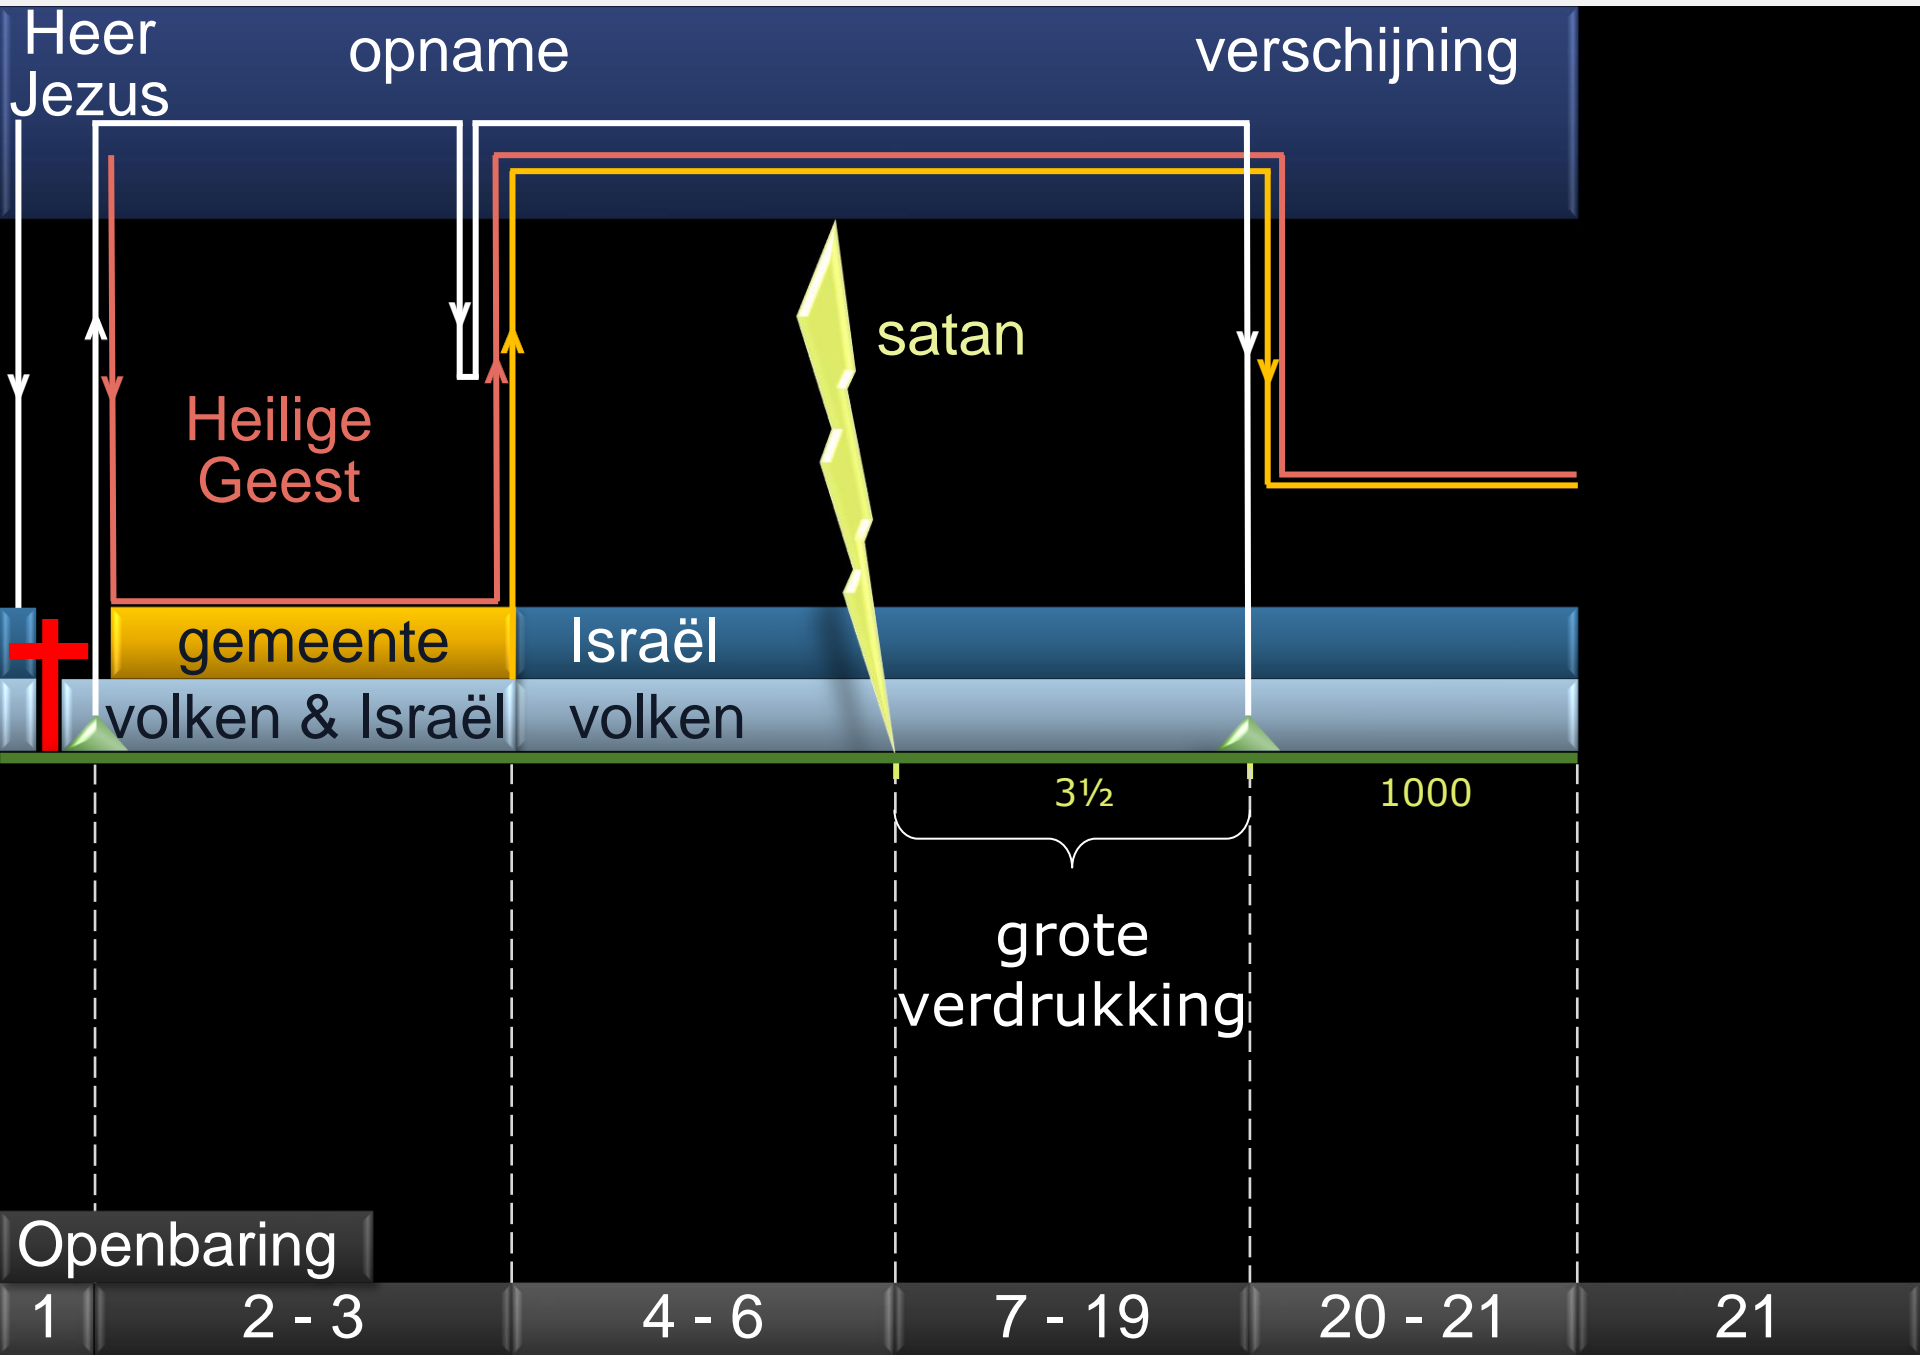 Heer
Jezus
opname
verschijning
satan
Heilige
Geest
gemeente
Israël
volken & Israël
volken
3½
1000
grote
verdrukking
Openbaring
1
2 - 3
4 - 6
7 - 19
20 - 21
21